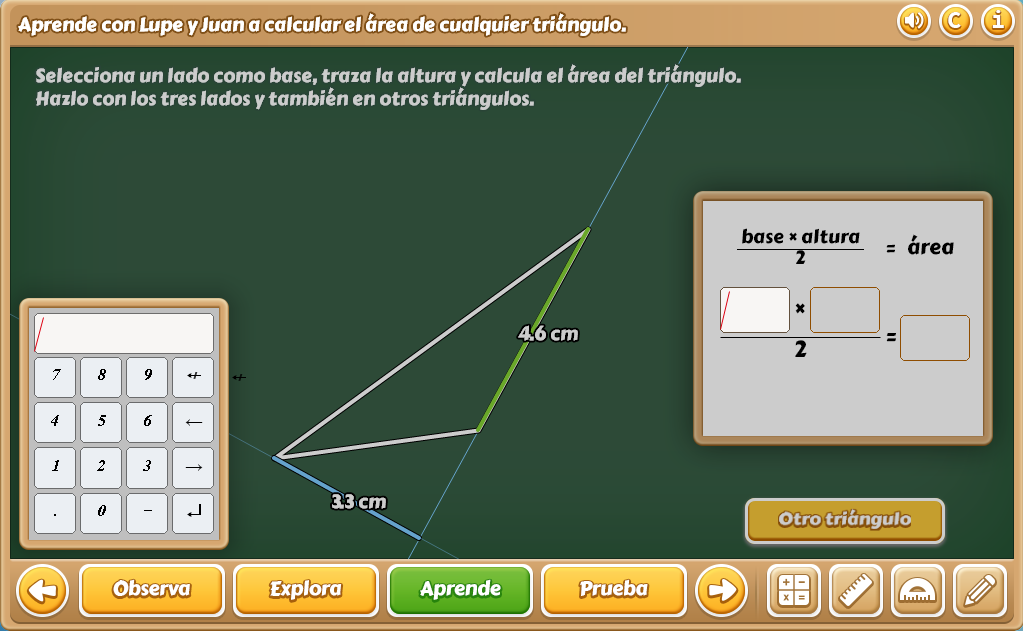 Aprende con Lupe y Juan a calcular el área de cualquier triángulo.
C
i
Selecciona un lado como base, traza la altura y calcula el área del triángulo.
Hazlo con los tres lados y también en otros triángulos.
base × altura
2
= área
×
2
=
4.6 cm
3.3 cm
7 8 9 ↚
↚
4 5 6 ←
1 2 3 →
. 0 − ↵
Otro triángulo
Observa
Explora
Aprende
Prueba
+ −
x =